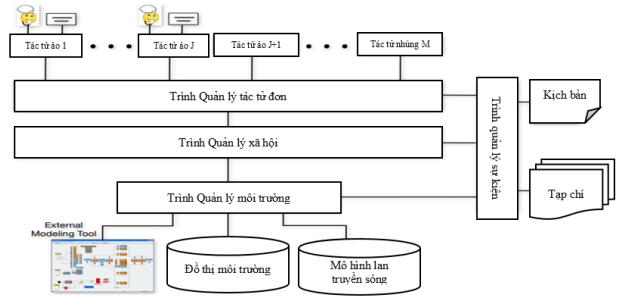 Tác tử ảo 1
Tác tử ảo J
Tác tử ảo J+1
Tác tử nhúng M
Trình Quản lý tác tử đơn
Trình Quản lý xã hội
Trình Quản lý môi trường
Trình quản lý sự kiện
Kịch bản
Tạp chí
External
Modeling Tool
Đồ thị môi trường
Mô hình lan
truyền sóng